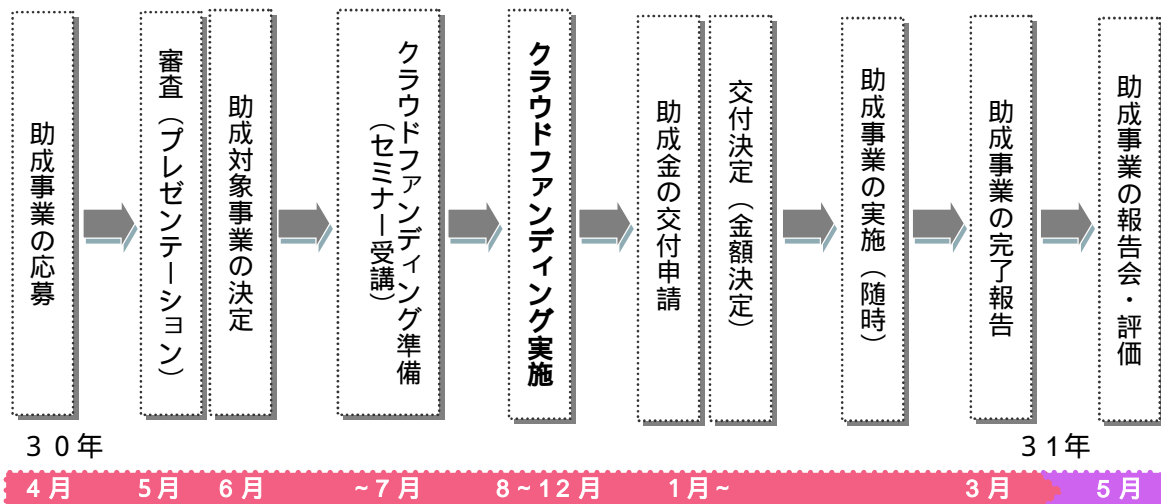 助成事業の応募
審査（プレゼンテーション）
助成対象事業の決定
クラウドファンディング準備
（セミナー受講）
クラウドファンディング実施
助成金の交付申請
交付決定（金額決定）
助成事業の実施（随時）
助成事業の完了報告
助成事業の報告会・評価
３０年
３１年
４月 ５月 ６月 ~７月 ８~１２月 １月~ ３月 ５月